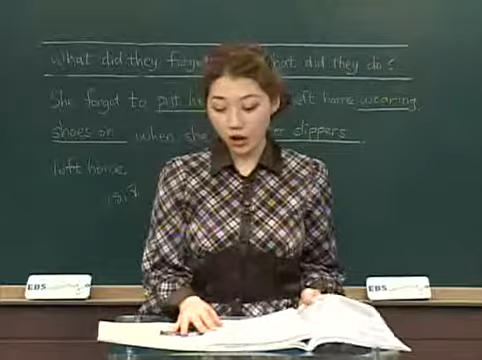 What did they forget What did they do?
She forgot to put her left home wearing
shoes on when she her slippers.
left home.
EBS
EBS